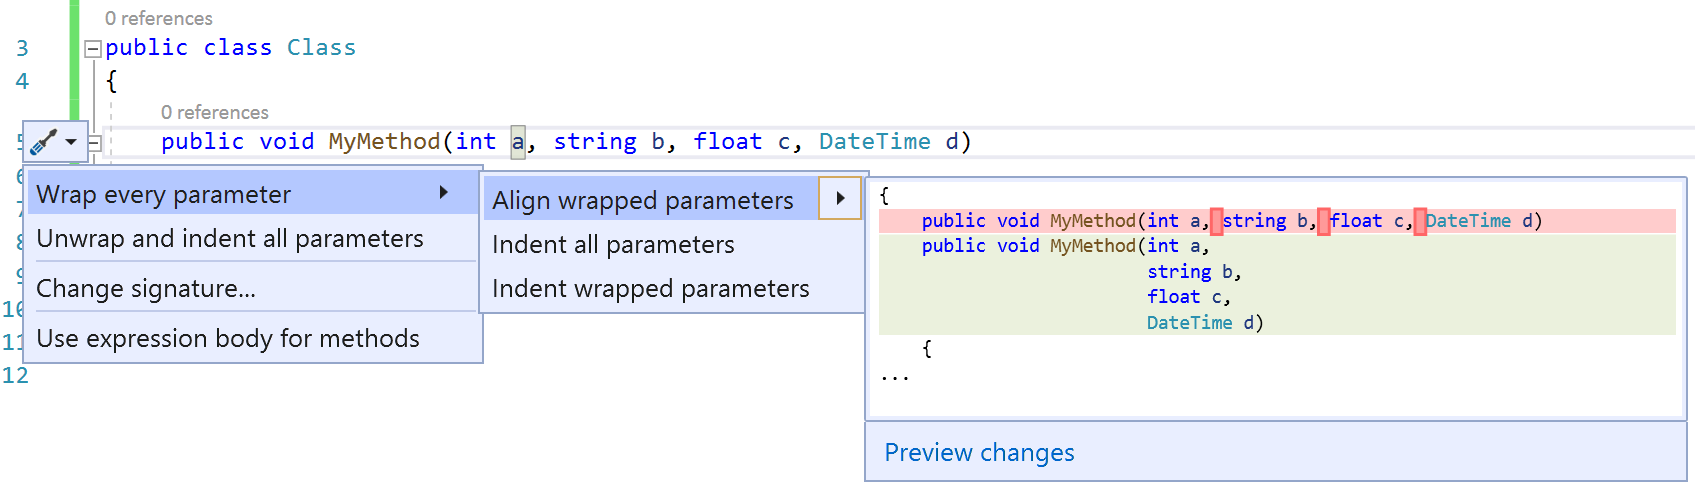 0 references
3 public class Class
4 {
0 references
5 public void MyMethod(int a, string b, float c, DateTime d)
6
7
8
9
10
11
12
Wrap every parameter
Unwrap and indent all parameters
Change signature...
Use expression body for methods
Align wrapped parameters
Indent all parameters
Indent wrapped parameters
{
public void MyMethod(int a, string b, float c, DateTime d)
public void MyMethod(int a,
string b,
float c,
DateTime d)
{
...
Preview changes